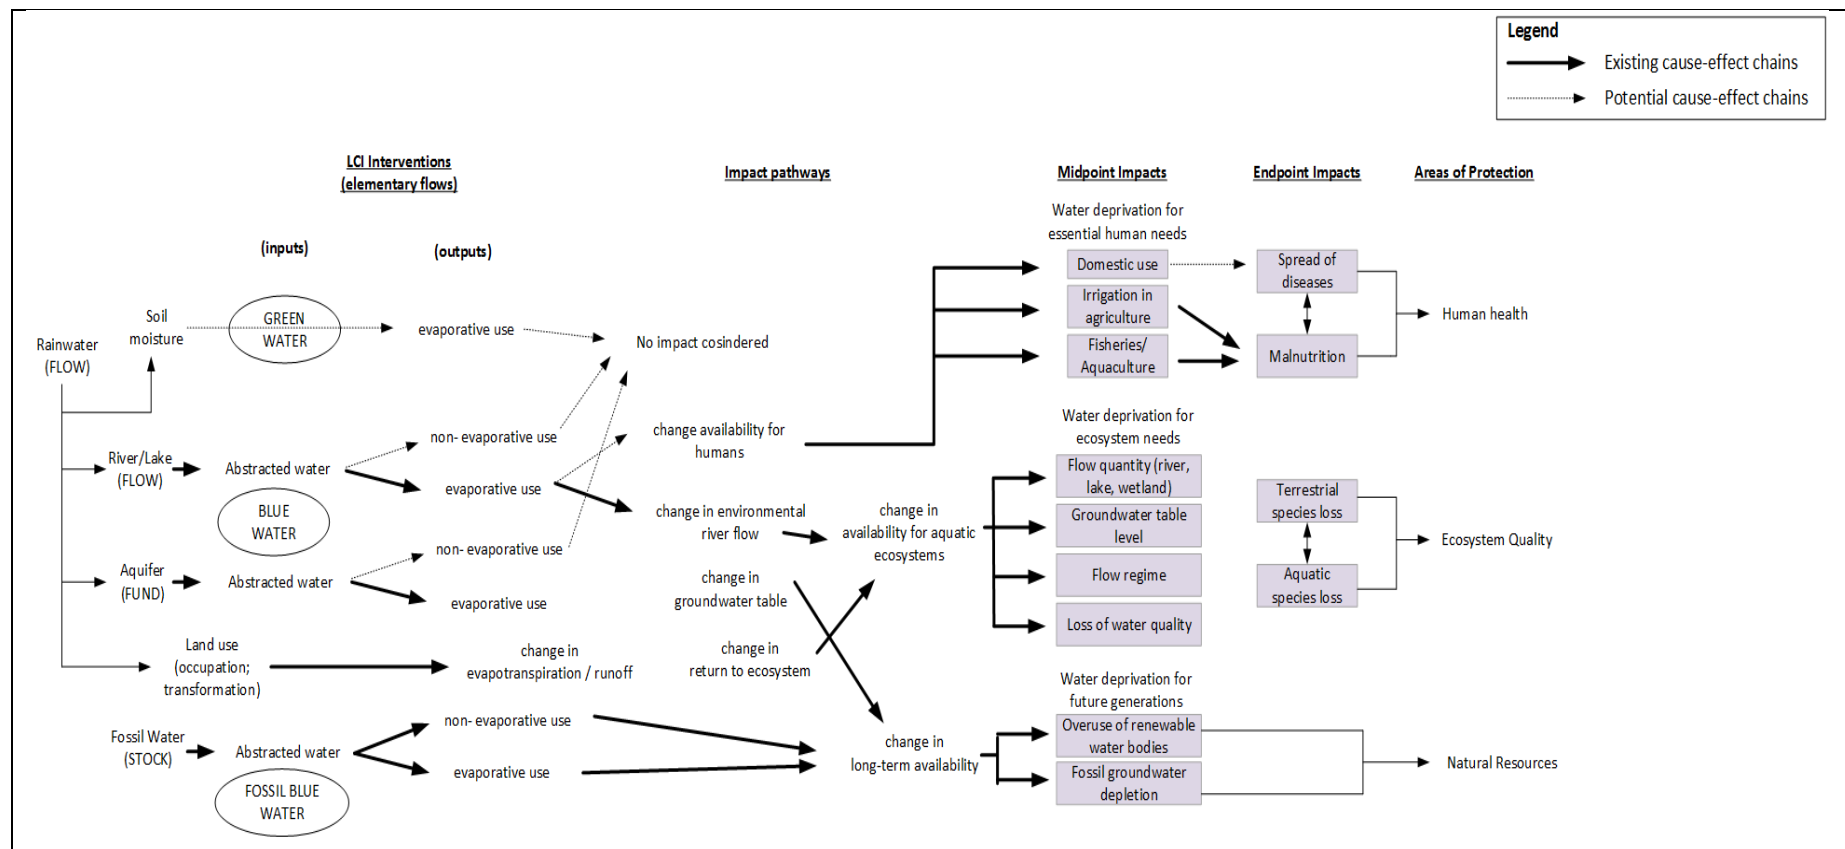 Legend
Existing cause-effect chains
Potential cause-effect chains
LCI Interventions
(elementary flows)
Impact pathways
Midpoint Impacts
Endpoint Impacts
Areas of Protection
(inputs)
(outputs)
Water deprivation for
essential human needs
Domestic use
Irrigation in
agriculture
Fisheries/
Aquaculture
Spread of
diseases
Malnutrition
Human health
Rainwater
(FLOW)
Soil
moisture
GREEN
WATER
evaporative use
No impact cosindered
River/Lake
(FLOW)
Abstracted water
BLUE
WATER
non- evaporative use
evaporative use
change availability for
humans
change in environmental
river flow
change in
availability for aquatic
ecosystems
Water deprivation for
ecosystem needs
Flow quantity (river,
lake, wetland)
Groundwater table
level
Flow regime
Loss of water quality
Terrestrial
species loss
Aquatic
species loss
Ecosystem Quality
Aquifer
(FUND)
Abstracted water
non- evaporative use
evaporative use
change in
groundwater table
Land use
(occupation;
transformation)
change in
evapotranspiration / runoff
change in
return to ecosystem
Fossil Water
(STOCK)
Abstracted water
FOSSIL BLUE
WATER
non- evaporative use
evaporative use
change in
long-term availability
Water deprivation for
future generations
Overuse of renewable
water bodies
Fossil groundwater
depletion
Natural Resources